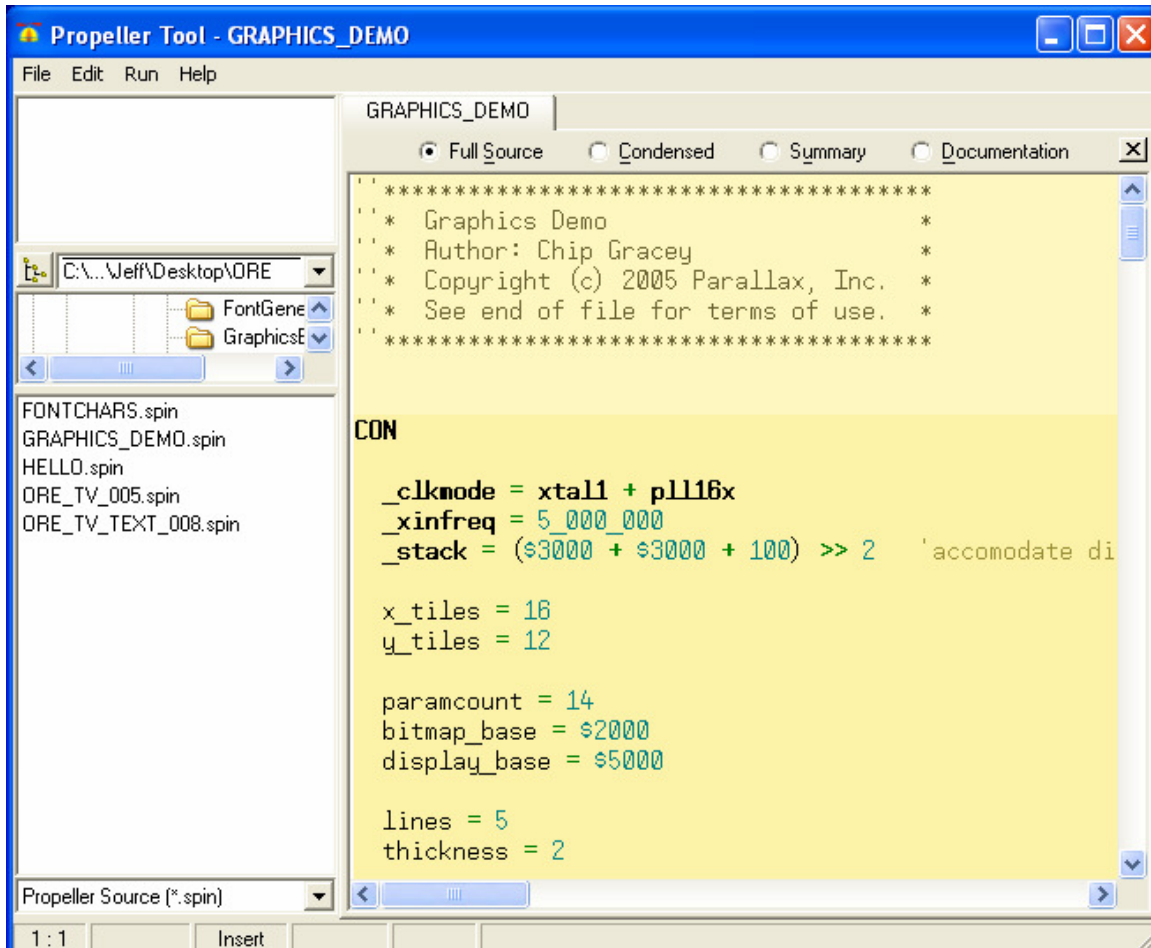 Propeller Tool - GRAPHICS_DEMO
File Edit Run Help
GRAPHICS_DEMO
Full Source Condensed Summary Documentation
C:\...\Jeff\Desktop\ORE
FontGene
GraphicsE
FONTCHARS.spin
GRAPHICS_DEMO.spin
HELLO.spin
ORE_TV_005.spin
ORE_TV_TEXT_008.spin
Propeller Source (*.spin)
''***************************************
''*  Graphics Demo                      *
''*  Author: Chip Gracey                *
''*  Copyright (c) 2005 Parallax, Inc.  *
''*  See end of file for terms of use.  *
''***************************************
CON
_clkmode = xtal1 + pll16x
_xinfreq = 5_000_000
_stack = ($3000 + $3000 + 100) >> 2   'accomodate di
x_tiles = 16
y_tiles = 12
paramcount = 14
bitmap_base = $2000
display_base = $5000
lines = 5
thickness = 2
1 : 1 Insert